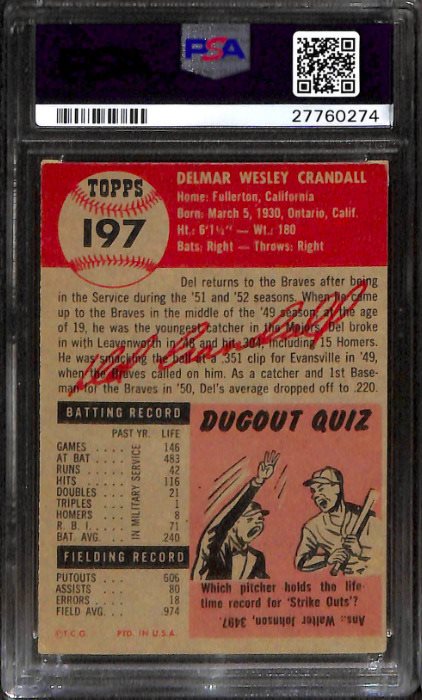 PSA
27760274
TOPPS
197
DELMAR WESLEY CRANDALL
Home: Fullerton, California
Born: March 5, 1930, Ontario, Calif.
Ht.: 6'1½" — Wt.: 180
Bats: Right — Throws: Right
Del returns to the Braves after being
in the Service during the '51 and '52 seasons. When he came
up to the Braves in the middle of the '49 season, at the age
of 19, he was the youngest catcher in the Majors. Del broke
in with Leavenworth in '48 and hit .304, including 15 Homers.
He was smacking the ball at a .351 clip for Evansville in '49,
when the Braves called on him. As a catcher and 1st Base-
man for the Braves in '50, Del's average dropped off to .220.
Del Crandall
BATTING RECORD
PAST YR. LIFE
GAMES 146
AT BAT 483
RUNS 42
HITS 116
DOUBLES 21
TRIPLES 1
HOMERS 8
R. B. I. 71
BAT. AVG. .240
IN MILITARY SERVICE
FIELDING RECORD
PUTOUTS 606
ASSISTS 80
ERRORS 18
FIELD AVG. .974
©T.C.G. PTD. IN U.S.A.
DUGOUT QUIZ
Which pitcher holds the life-
time record for 'Strike Outs'?
Ans.: Walter Johnson, 3497.